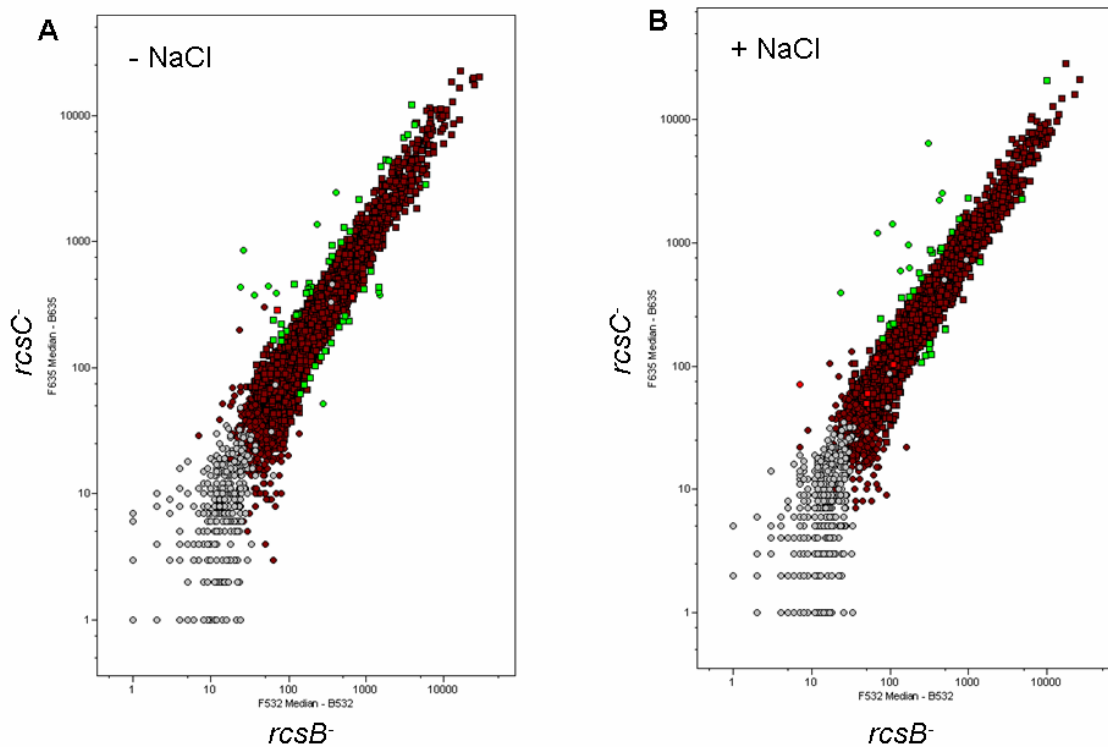 A
- NaCl
10000
1000
100
10
1
rcsC-
F635 Median - B635
1
10
100
1000
10000
F532 Median - B532
rcsB-
B
+ NaCl
10000
1000
100
10
1
rcsC-
F635 Median - B635
1
10
100
1000
10000
F532 Median - B532
rcsB-